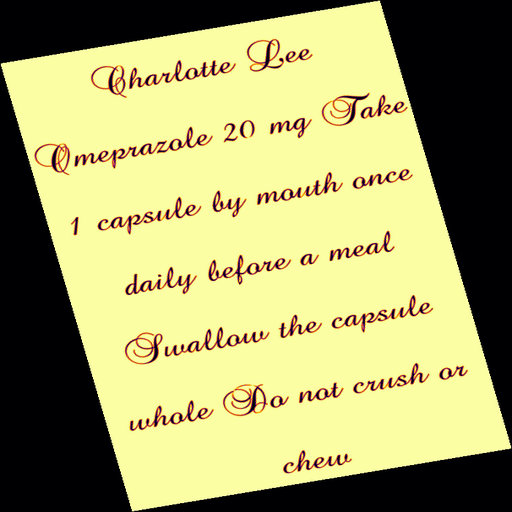 Charlotte Lee
Omeprazole 20 mg Take
1 capsule by mouth once
daily before a meal
Swallow the capsule
whole Do not crush or
chew